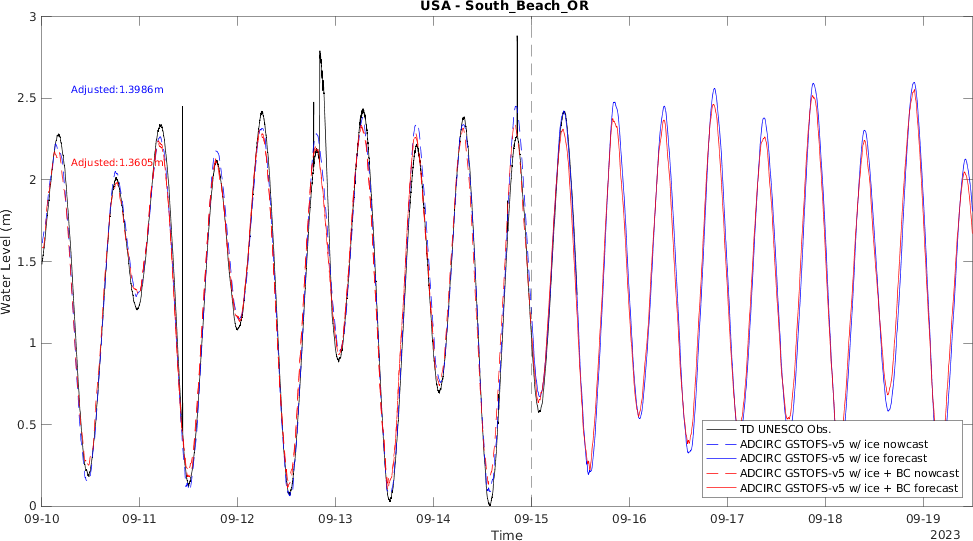 USA - South_Beach_OR
3
2.5
2
1.5
1
0.5
0
Water Level (m)
Adjusted:1.3986m
Adjusted:1.3605m
TD UNESCO Obs.
ADCIRC GSTOFS-v5 w/ ice nowcast
ADCIRC GSTOFS-v5 w/ ice forecast
ADCIRC GSTOFS-v5 w/ ice + BC nowcast
ADCIRC GSTOFS-v5 w/ ice + BC forecast
09-10 09-11 09-12 09-13 09-14 09-15 09-16 09-17 09-18 09-19
Time
2023